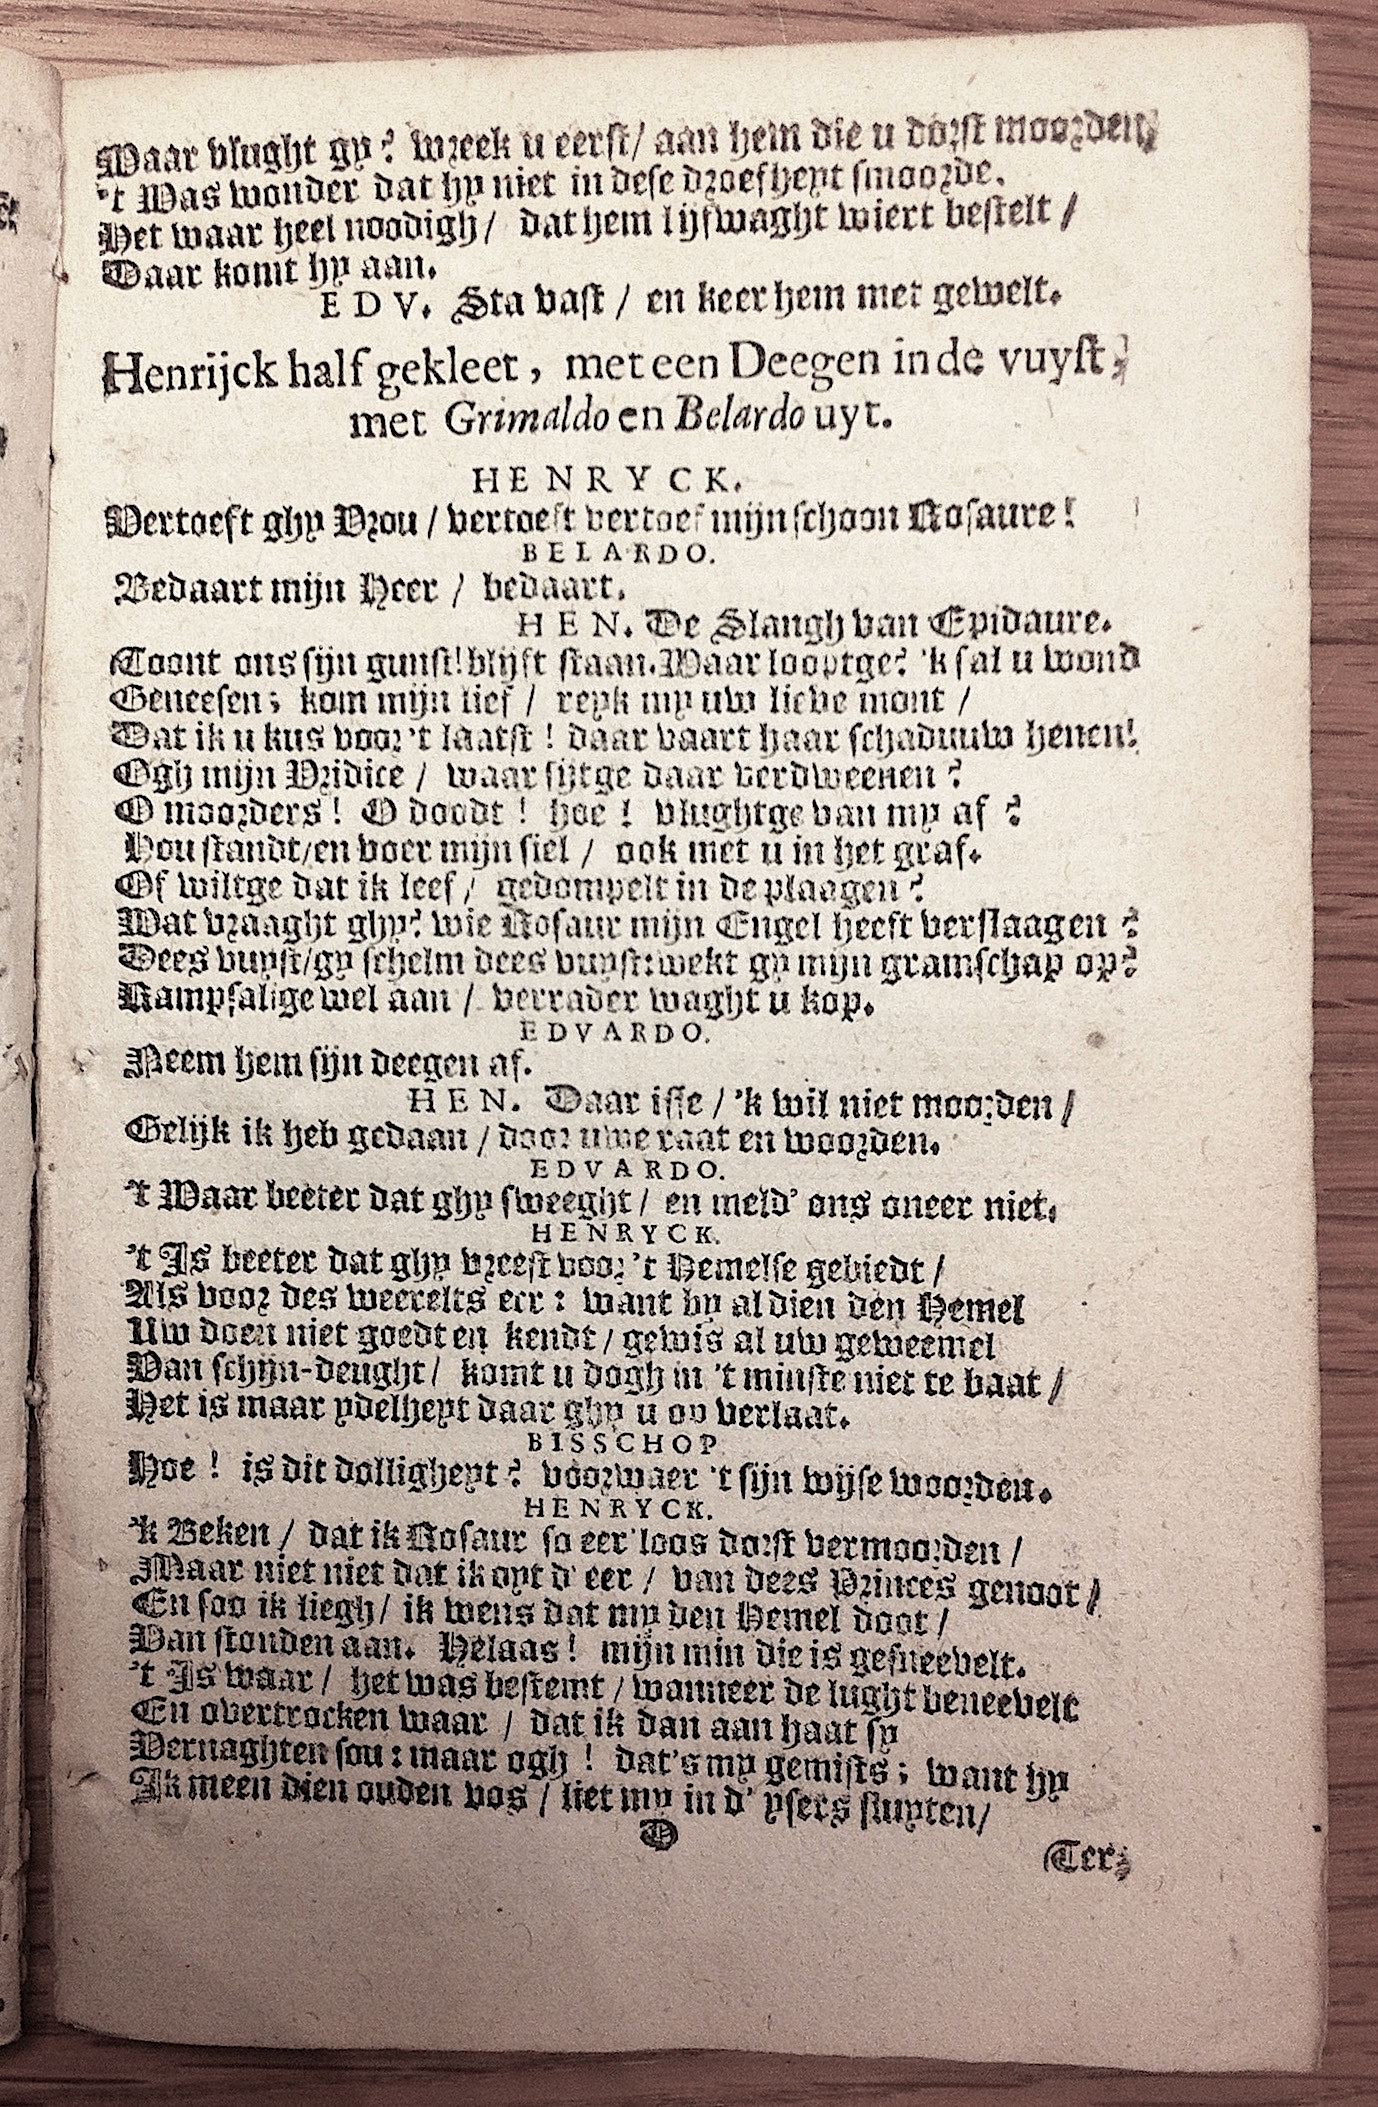 Maar vlught gy? wreek u eerst/ aan hem die u dorst moorden,
't Was wonder dat hy niet in dese droefheyt smoorde.
Het waar heel noodigh/ dat hem lijfwaght wiert bestelt/
Daar komt hy aan.
EDV. Sta vast/ en keer hem met gewelt.
Henrijck half gekleet, met een Deegen in de vuyst,
met Grimaldo en Belardo uyt.
HENRYCK.
Vertoeft ghy Vrou/ vertoeft vertoef mijn schoon Rosaure!
BELARDO.
Bedaart mijn Heer/ bedaart.
HEN. De Slangh van Epidaure.
Toont ons sijn gunst! blijft staan. Waar looptge? 'k sal u wond
Geneesen; kom mijn lief/ reyk my uw lieve mont/
Dat ik u kus voor 't laatst! daar vaart haar schaduuw henen!
Ogh mijn Vridice/ waar sijtge daar verdweenen?
O moorders! O doodt! hoe! vlughtge van my af?
Hou standt/en voer mijn siel/ ook met u in het graf.
Of wiltge dat ik leef/ gedompelt in de plaagen?
Wat vraaght ghy? wie Rosaur mijn Engel heeft verslaagen?
Dees vuyst/gy schelm dees vuyst: wekt gy mijn gramschap op?
Rampsalige wel aan/ verrader waght u kop.
EDVARDO.
Neem hem sijn deegen af.
HEN. Daar isse/ 'k wil niet moorden/
Gelijk ik heb gedaan/ door uwe raat en woorden.
EDVARDO.
't Waar beeter dat ghy sweeght/ en meld' ons oneer niet.
HENRYCK.
't Is beeter dat ghy vreest voor 't Hemelse gebiedt/
Als voor des weerelts eer: want by aldien den Hemel
Uw doen niet goedt en kendt/ gewis al uw geweemel
Van schijn-deught/ komt u dogh in 't minste niet te baat/
Het is maar ydelheyt daar ghy u op verlaat.
BISSCHOP
Hoe! is dit dolligheyt? voorwaer 't sijn wijse woorden.
HENRYCK.
'k Beken/ dat ik Rosaur so eer'loos dorst vermoorden/
Maar niet niet dat ik oyt d' eer/ van dees Princes genoot/
En soo ik liegh/ ik wens dat my den Hemel doot/
Van stonden aan. Helaas! mijn min die is gesneevelt.
't Is waar/ het was bestemt/ wanneer de lught beneevelt
En overtrocken waar/ dat ik dan aan haar sy
Vernaghten sou: maar ogh! dat's my gemists; want hy
Ik meen dien ouden vos/ liet my in d' ysers sluyten/
D
Ter,